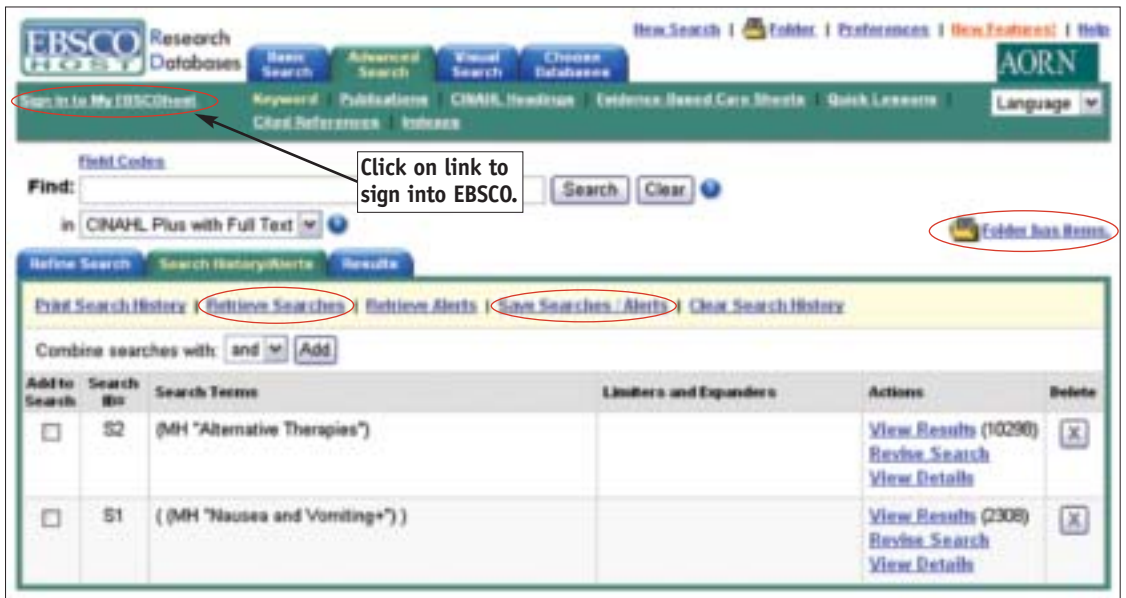 New Search | Folder | Preferences | New Features! | Help
EBSCO Research
HOST Databases
Basic Search Advanced Search Visual Search Choose Databases
AORN
Sign In to My EBSCOhost
Keyword Publications CINAHL Headings Evidence-Based Care Sheets Quick Lessons
Cited References Indexes
Language
Field Codes
Click on link to
sign into EBSCO.
Find: Search Clear
in CINAHL Plus with Full Text
Folder has items.
Refine Search Search History/Alerts Results
Print Search History | Retrieve Searches | Retrieve Alerts | Save Searches / Alerts | Clear Search History
Combine searches with: and Add
Add to Search Search ID# Search Terms Limiters and Expanders Actions Delete
S2 (MH "Alternative Therapies") View Results (10298) X
Revise Search
View Details
S1 ( (MH "Nausea and Vomiting+") ) View Results (2308) X
Revise Search
View Details